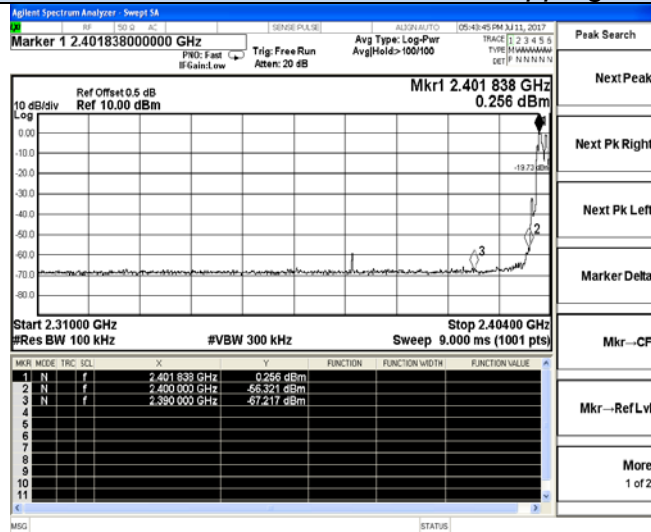 Agilent Spectrum Analyzer - Swept SA
RF 50 Ω AC SENSE:PULSE ALIGNAUTO 05:43:45 PM Jul 11, 2017
Marker 1 2.401838000000 GHz
PNO: Fast
IFGain:Low
Trig: Free Run
Atten: 20 dB
Avg Type: Log-Pwr
Avg|Hold:>100/100
TRACE 1 2 3 4 5 6
TYPE MWWWWW
DET P N N N N N
Ref Offset 0.5 dB
Ref 10.00 dBm
10 dB/div
Log
Mkr1 2.401 838 GHz
0.256 dBm
0.00
-10.0
-20.0
-30.0
-40.0
-50.0
-60.0
-70.0
-80.0
-19.73 dBm
2
3
Start 2.31000 GHz
Stop 2.40400 GHz
#Res BW 100 kHz
#VBW 300 kHz
Sweep 9.000 ms (1001 pts)
MKR MODE TRC SCL X Y FUNCTION FUNCTION WIDTH FUNCTION VALUE
1 N f 2.401 838 GHz 0.256 dBm
2 N f 2.400 000 GHz -56.321 dBm
3 N f 2.390 000 GHz -67.217 dBm
4
5
6
7
8
9
10
11
MSG
STATUS
Peak Search
Next Peak
Next Pk Right
Next Pk Left
Marker Delta
Mkr→CF
Mkr→Ref Lvl
More
1 of 2